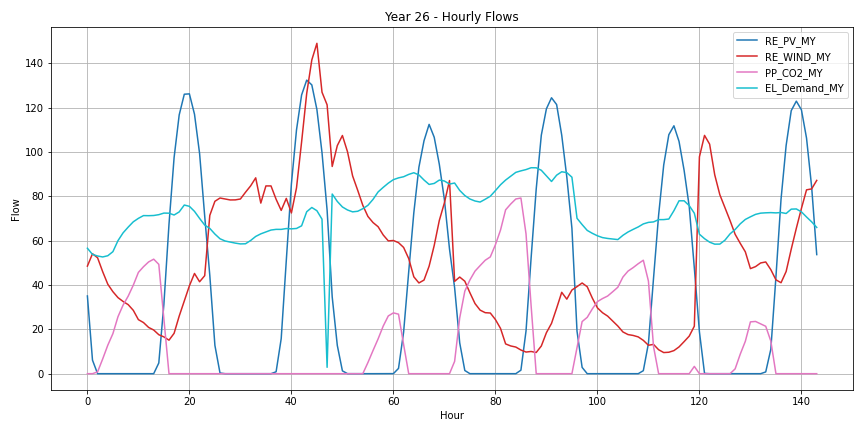 Year 26 - Hourly Flows
RE_PV_MY
RE_WIND_MY
PP_CO2_MY
EL_Demand_MY
Flow
140
120
100
80
60
40
20
0
0 20 40 60 80 100 120 140
Hour